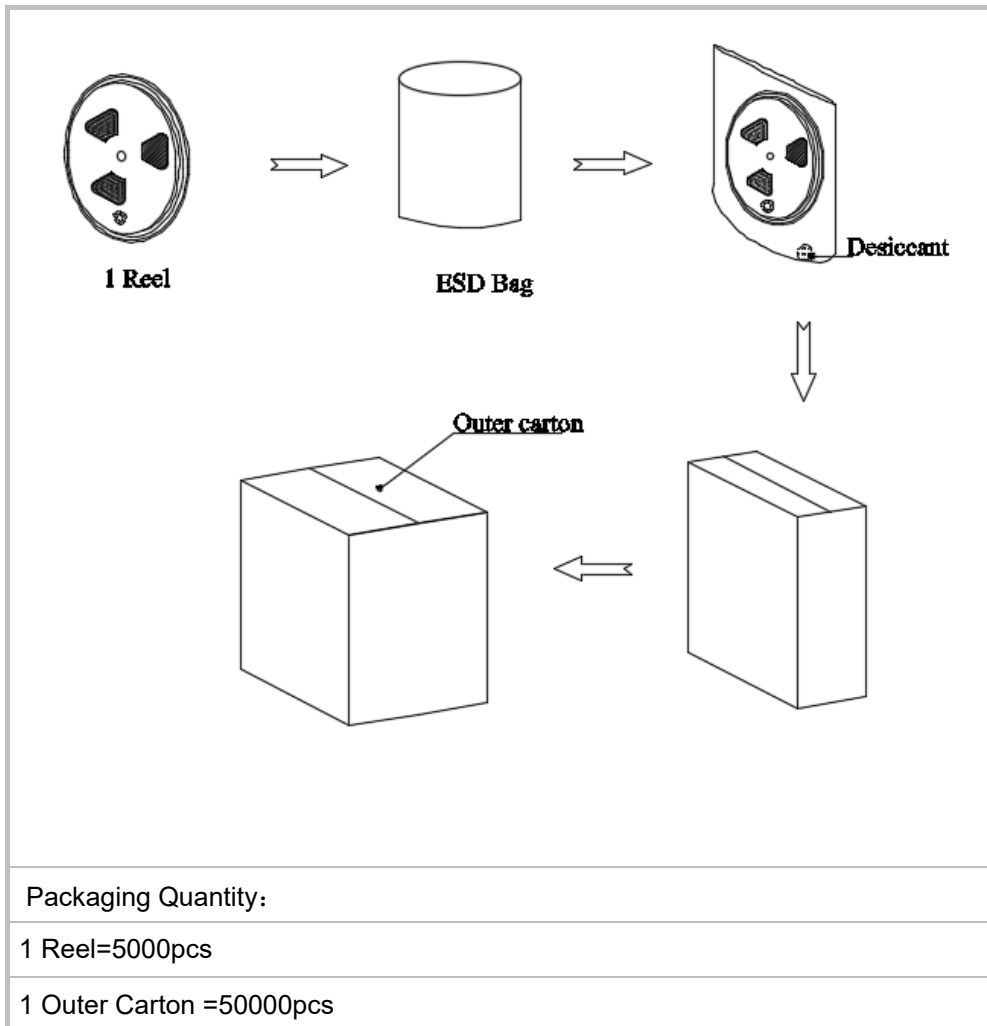 Desiccant
1 Reel
ESD Bag
Outer carton
Packaging Quantity：
1 Reel=5000pcs
1 Outer Carton =50000pcs